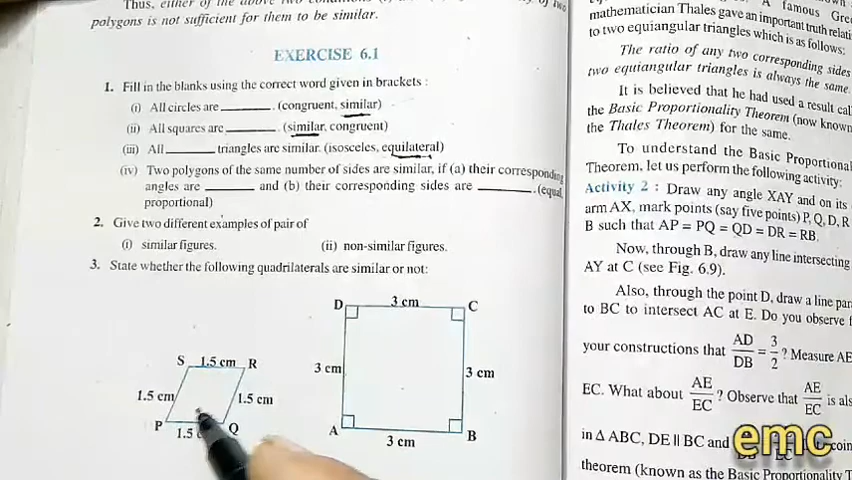 Thus, either of the above two conditions
of two
polygons is not sufficient for them to be similar.
EXERCISE 6.1
1. Fill in the blanks using the correct word given in brackets :
(i) All circles are ________. (congruent, similar)
(ii) All squares are ________. (similar, congruent)
(iii) All ________ triangles are similar. (isosceles, equilateral)
(iv) Two polygons of the same number of sides are similar, if (a) their corresponding
angles are ________ and (b) their corresponding sides are ________. (equal,
proportional)
2. Give two different examples of pair of
(i) similar figures. (ii) non-similar figures.
3. State whether the following quadrilaterals are similar or not:
S 1.5 cm R
1.5 cm
1.5 cm
P 1.5 Q
D 3 cm C
3 cm
3 cm
A 3 cm B
A famous
mathematician Thales gave an important truth
to two equiangular triangles which is as follows:
The ratio of any two corresponding sides
two equiangular triangles is always the same.
It is believed that he had used a result
the Basic Proportionality Theorem (now known
the Thales Theorem) for the same.
To understand the Basic
Theorem, let us perform the following activity:
Activity 2 : Draw any angle XAY and on its
arm AX, mark points (say five points) P, Q, D, R
B such that AP = PQ = QD = DR = RB.
Now, through B, draw any line intersecting
AY at C (see Fig. 6.9).
Also, through the point D, draw a line
to BC to intersect AC at E. Do you observe
your constructions that AD/DB = 3/2 ? Measure AE
EC. What about AE/EC ? Observe that AE/EC is
in Δ ABC, DE || BC and
theorem (known as the Basic Proportionality
emc